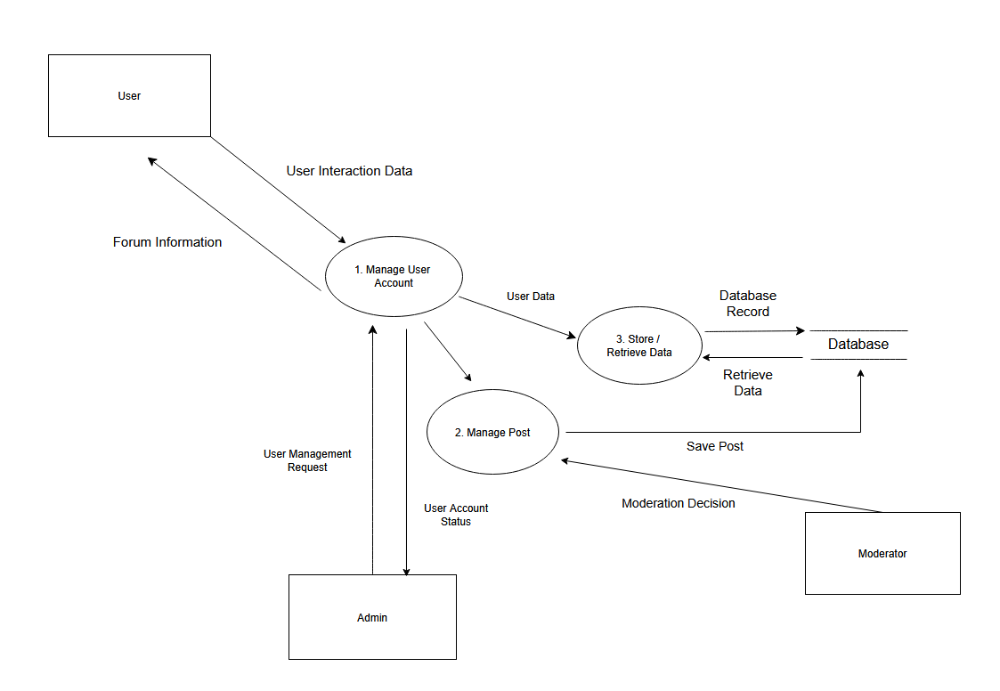 User
User Interaction Data
Forum Information
1. Manage User
Account
User Data
Database
Record
3. Store /
Retrieve Data
Database
Retrieve
Data
2. Manage Post
Save Post
User Management
Request
Moderation Decision
User Account
Status
Moderator
Admin